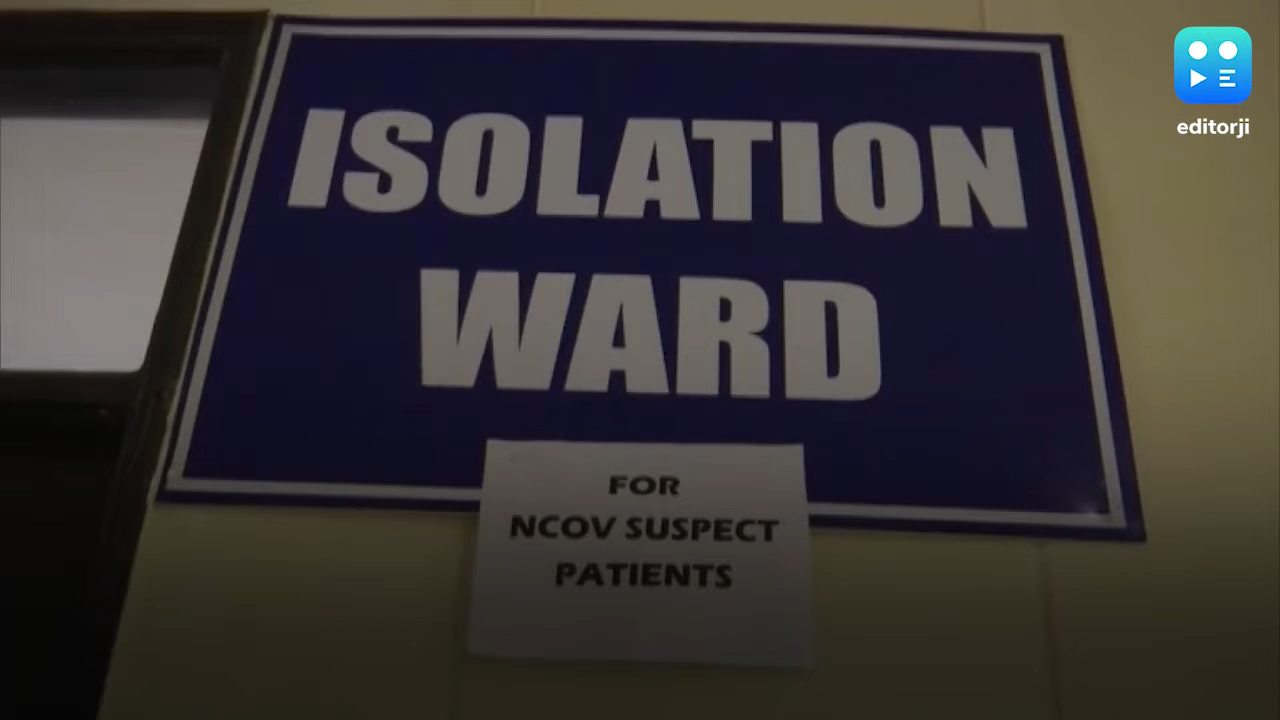 ISOLATION
WARD
FOR
NCOV SUSPECT
PATIENTS
editorji